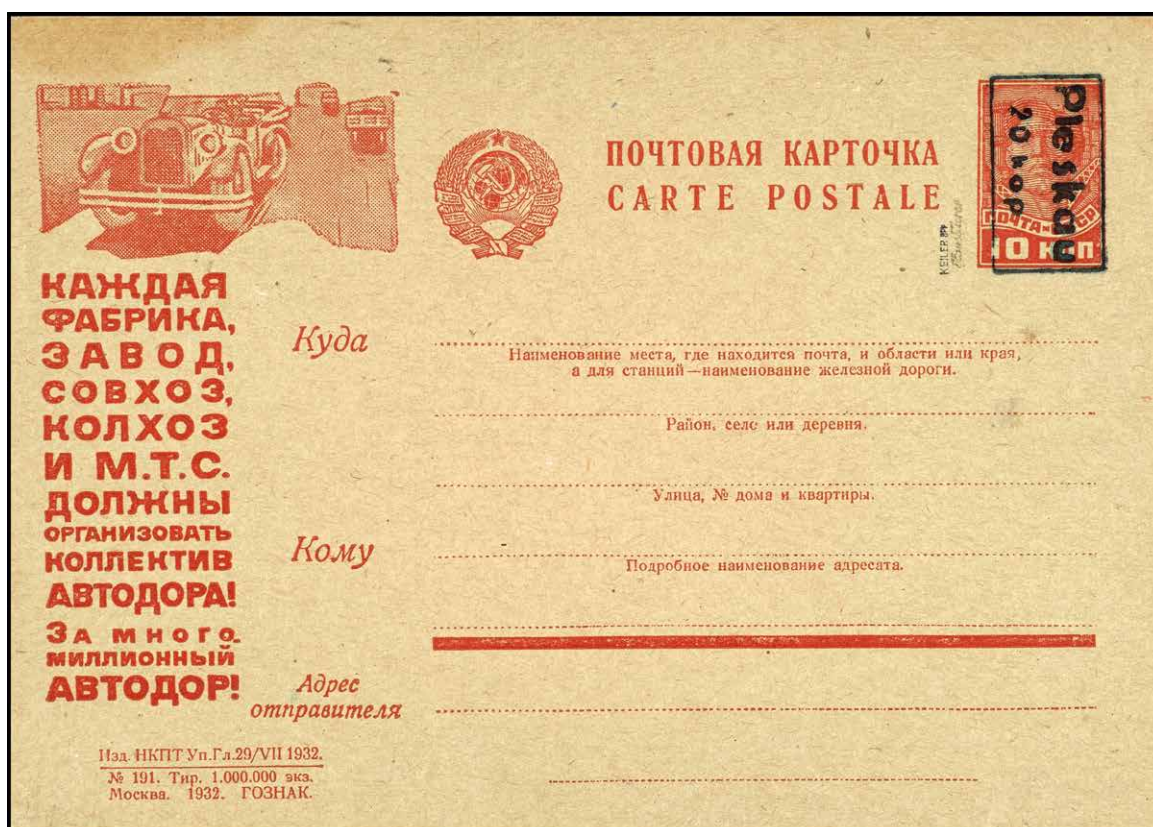 КАЖДАЯ
ФАБРИКА,
ЗАВОД,
СОВХОЗ,
КОЛХОЗ
И М.Т.С.
ДОЛЖНЫ
ОРГАНИЗОВАТЬ
КОЛЛЕКТИВ
АВТОДОРА!
ЗА МНОГО-
МИЛЛИОННЫЙ
АВТОДОР!
Изд. НКПТ Уп.Гл.29/VII 1932.
№ 191. Тир. 1.000.000 экз.
Москва. 1932. ГОЗНАК.
ПОЧТОВАЯ КАРТОЧКА
CARTE POSTALE
KEILER
Pleskau
20 kop
ПОЧТА СССР
10 КОП
Куда
Наименование места, где находится почта, и области или края,
а для станций—наименование железной дороги.
Район, село или деревня.
Улица, № дома и квартиры.
Кому
Подробное наименование адресата.
Адрес
отправителя